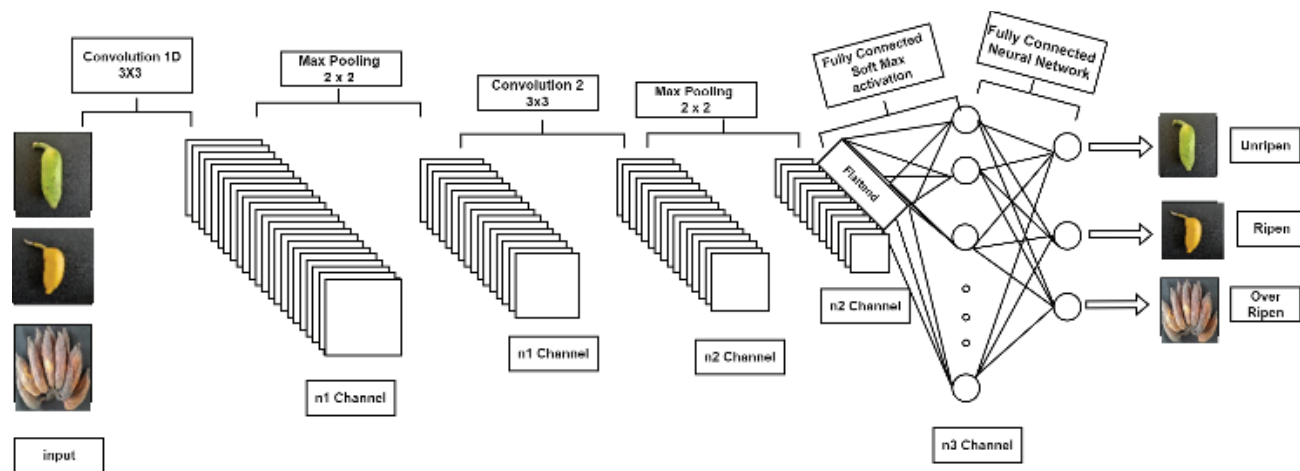 Convolution 1D
3X3
Max Pooling
2 x 2
Convolution 2
3x3
Max Pooling
2 x 2
Fully Connected
Soft Max
activation
Fully Connected
Neural Network
Flattend
Unripen
Ripen
Over
Ripen
n1 Channel
n1 Channel
n2 Channel
n2 Channel
n3 Channel
input